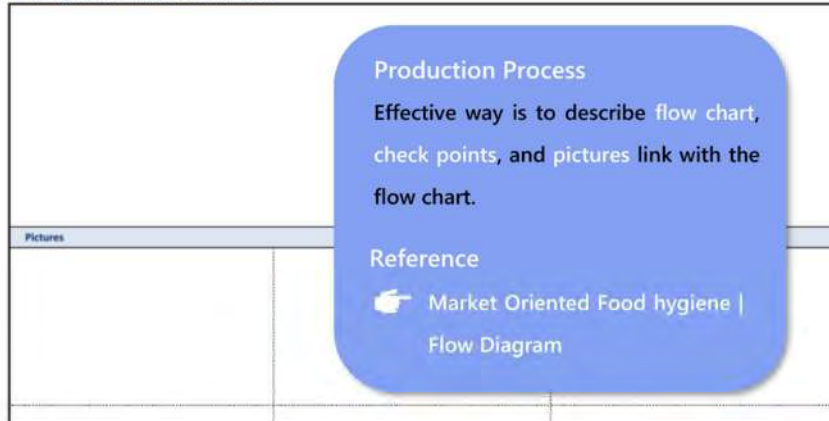 Production Process
Effective way is to describe flow chart,
check points, and pictures link with the
flow chart.
Pictures
Reference
Market Oriented Food hygiene |
Flow Diagram